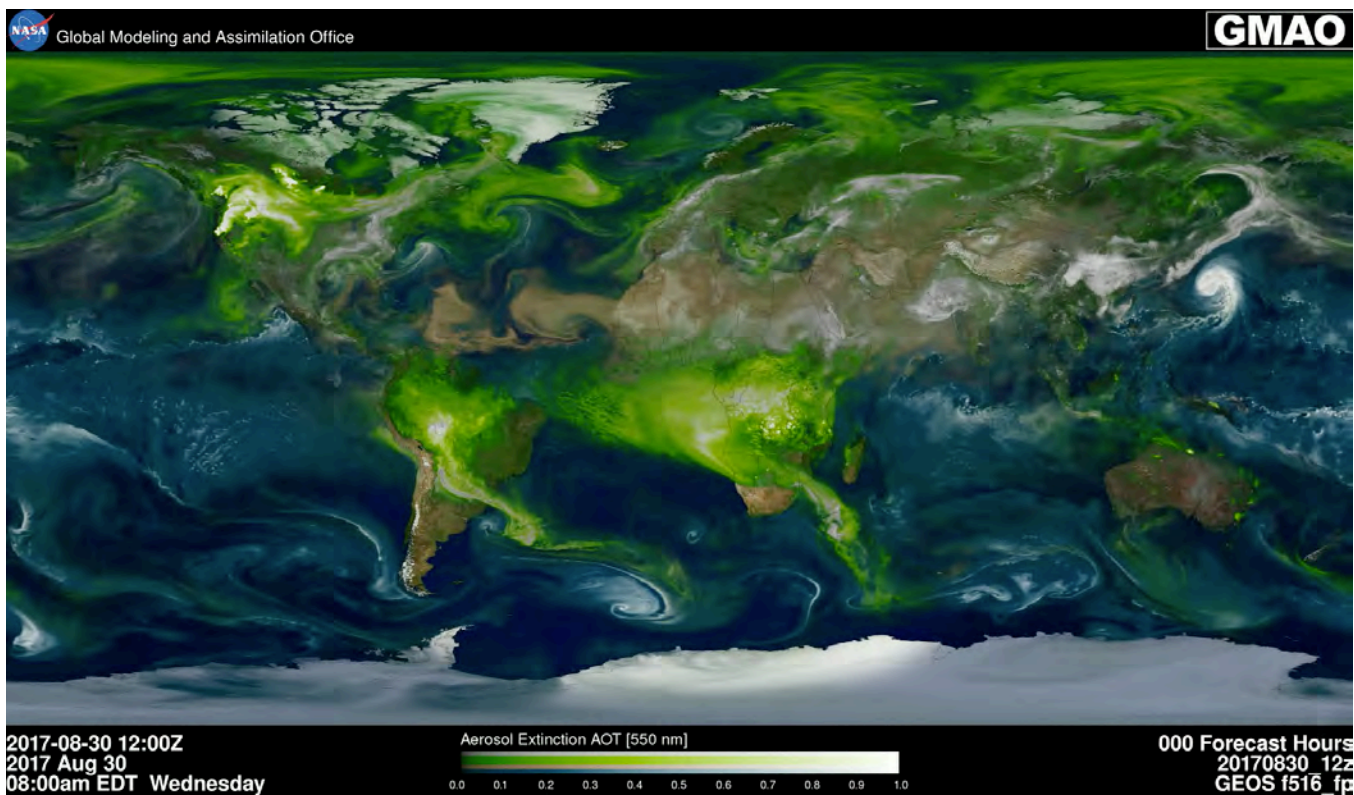 NASA Global Modeling and Assimilation Office
GMAO
2017-08-30 12:00Z
2017 Aug 30
08:00am EDT Wednesday
Aerosol Extinction AOT [550 nm]
0.0 0.1 0.2 0.3 0.4 0.5 0.6 0.7 0.8 0.9 1.0
000 Forecast Hours
20170830_12z
GEOS f516_fp